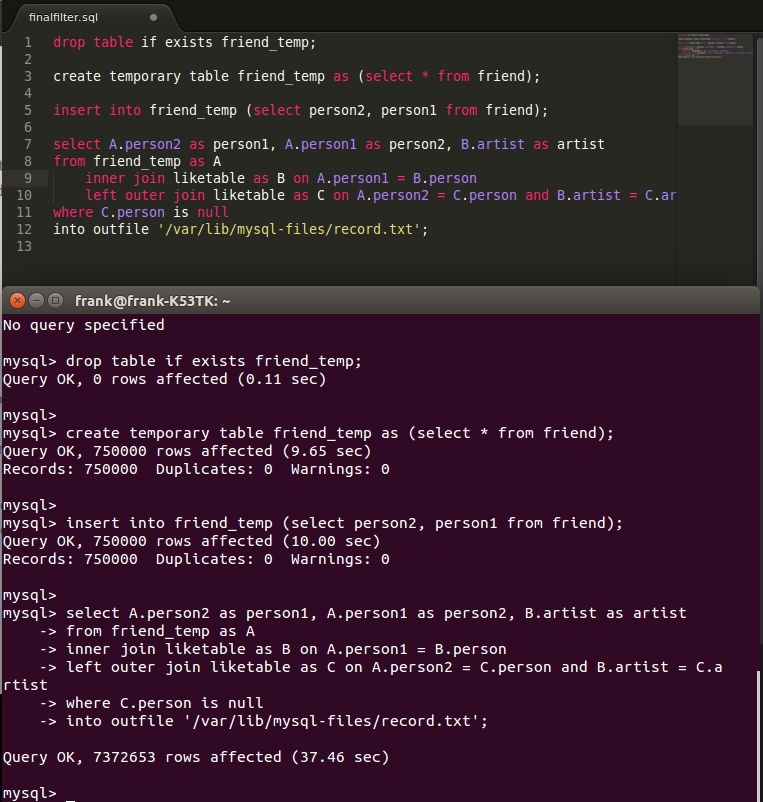 finalfilter.sql
1 drop table if exists friend_temp;
2
3 create temporary table friend_temp as (select * from friend);
4
5 insert into friend_temp (select person2, person1 from friend);
6
7 select A.person2 as person1, A.person1 as person2, B.artist as artist
8 from friend_temp as A
9 inner join liketable as B on A.person1 = B.person
10 left outer join liketable as C on A.person2 = C.person and B.artist = C.ar
11 where C.person is null
12 into outfile '/var/lib/mysql-files/record.txt';
13
frank@frank-K53TK: ~
No query specified
mysql> drop table if exists friend_temp;
Query OK, 0 rows affected (0.11 sec)
mysql>
mysql> create temporary table friend_temp as (select * from friend);
Query OK, 750000 rows affected (9.65 sec)
Records: 750000  Duplicates: 0  Warnings: 0
mysql>
mysql> insert into friend_temp (select person2, person1 from friend);
Query OK, 750000 rows affected (10.00 sec)
Records: 750000  Duplicates: 0  Warnings: 0
mysql>
mysql> select A.person2 as person1, A.person1 as person2, B.artist as artist
-> from friend_temp as A
-> inner join liketable as B on A.person1 = B.person
-> left outer join liketable as C on A.person2 = C.person and B.artist = C.a
rtist
-> where C.person is null
-> into outfile '/var/lib/mysql-files/record.txt';
Query OK, 7372653 rows affected (37.46 sec)
mysql>